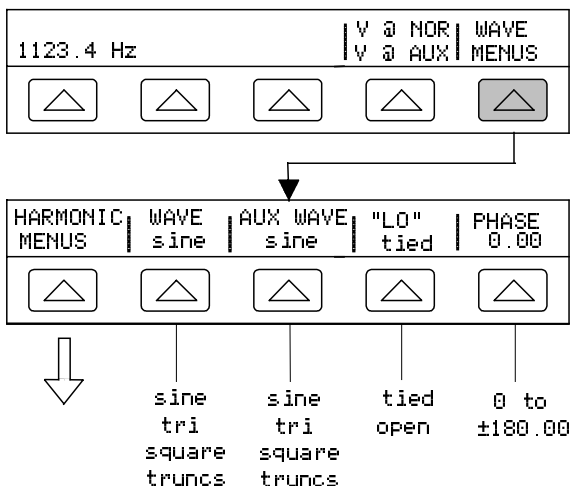 V @ NOR WAVE
1123.4 Hz V @ AUX MENUS
HARMONIC WAVE AUX WAVE "LO" PHASE
MENUS sine sine tied 0.00
sine sine tied 0 to
tri tri open ±180.00
square square
truncs truncs